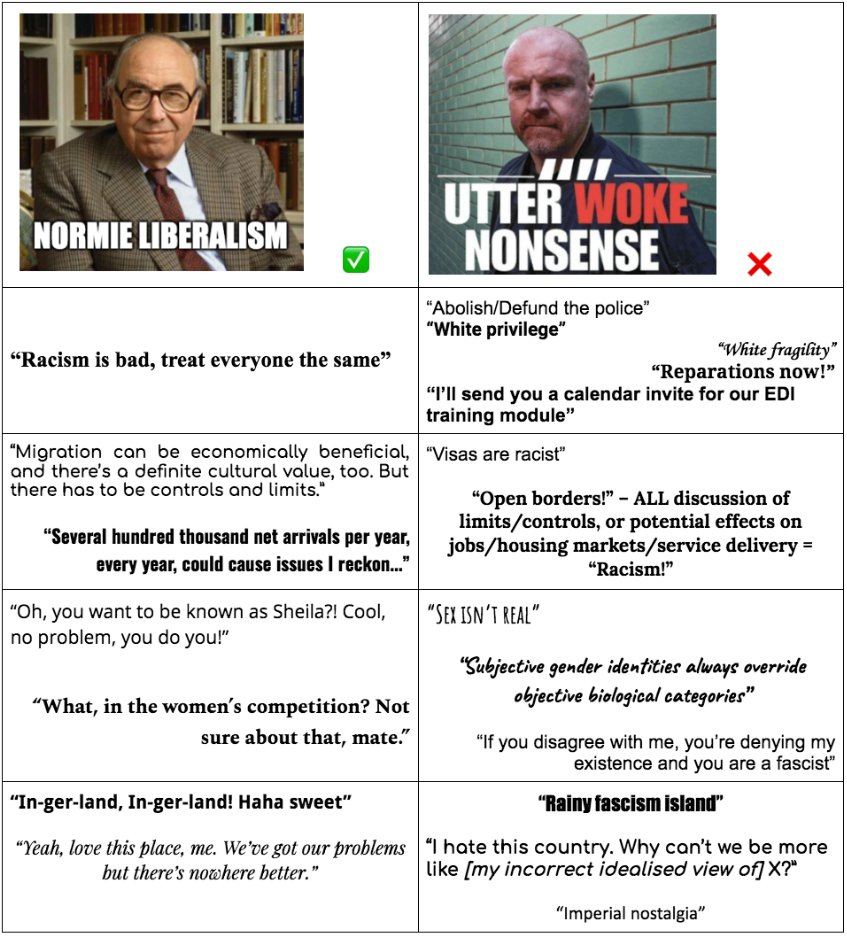 NORMIE LIBERALISM
UTTER WOKE
NONSENSE
“Racism is bad, treat everyone the same”
“Abolish/Defund the police”
“White privilege”
“White fragility”
“Reparations now!”
“I’ll send you a calendar invite for our EDI
training module”
“Migration can be economically beneficial,
and there’s a definite cultural value, too. But
there has to be controls and limits.”
“Several hundred thousand net arrivals per year,
every year, could cause issues I reckon...”
“Visas are racist”
“Open borders!” – ALL discussion of
limits/controls, or potential effects on
jobs/housing markets/service delivery =
“Racism!”
“Oh, you want to be known as Sheila?! Cool,
no problem, you do you!”
“What, in the women’s competition? Not
sure about that, mate.”
“SEX ISN’T REAL”
“Subjective gender identities always override
objective biological categories”
“If you disagree with me, you’re denying my
existence and you are a fascist”
“In-ger-land, In-ger-land! Haha sweet”
“Yeah, love this place, me. We’ve got our problems
but there’s nowhere better.”
“Rainy fascism island”
“I hate this country. Why can’t we be more
like [my incorrect idealised view of] X?”
“Imperial nostalgia”